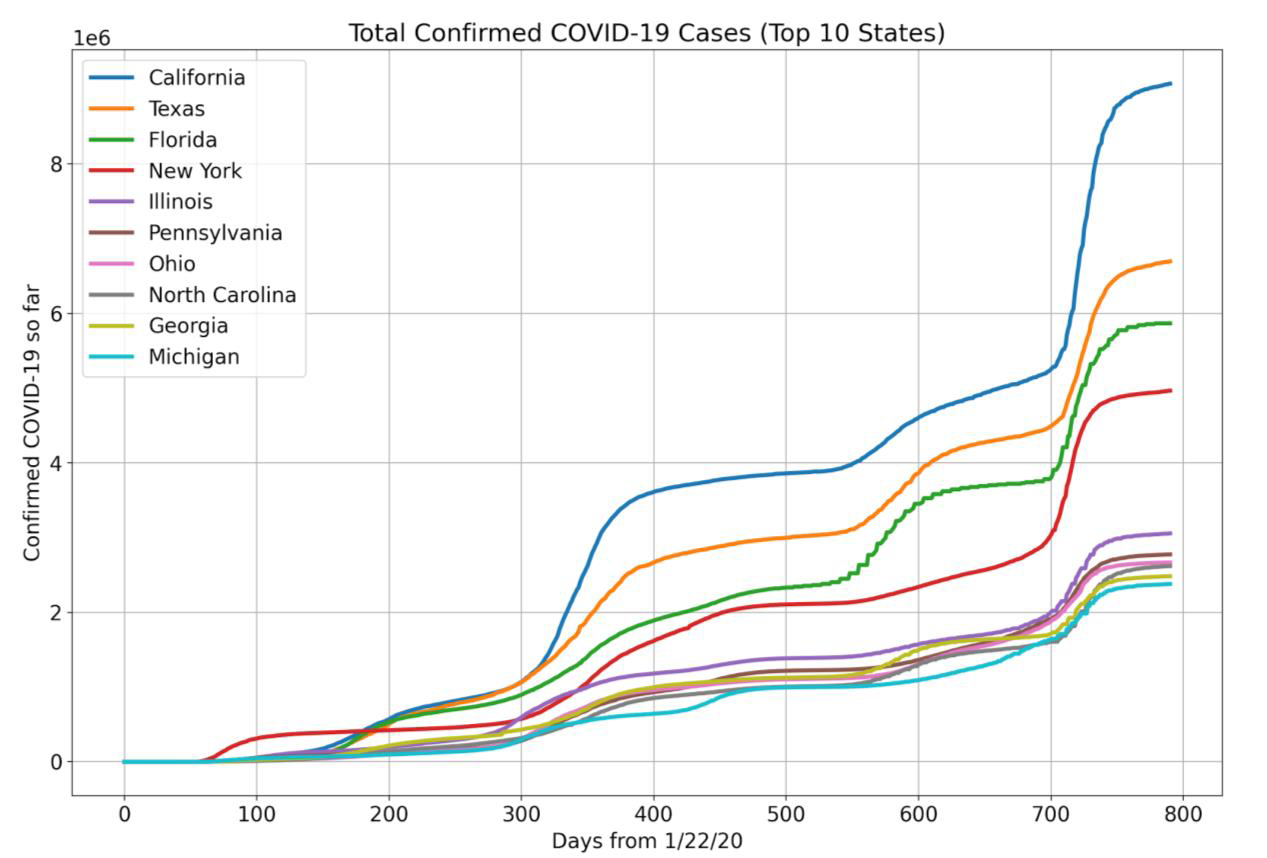 Total Confirmed COVID-19 Cases (Top 10 States)
1e6
California
Texas
Florida
New York
Illinois
Pennsylvania
Ohio
North Carolina
Georgia
Michigan
Confirmed COVID-19 so far
8
6
4
2
0
0 100 200 300 400 500 600 700 800
Days from 1/22/20